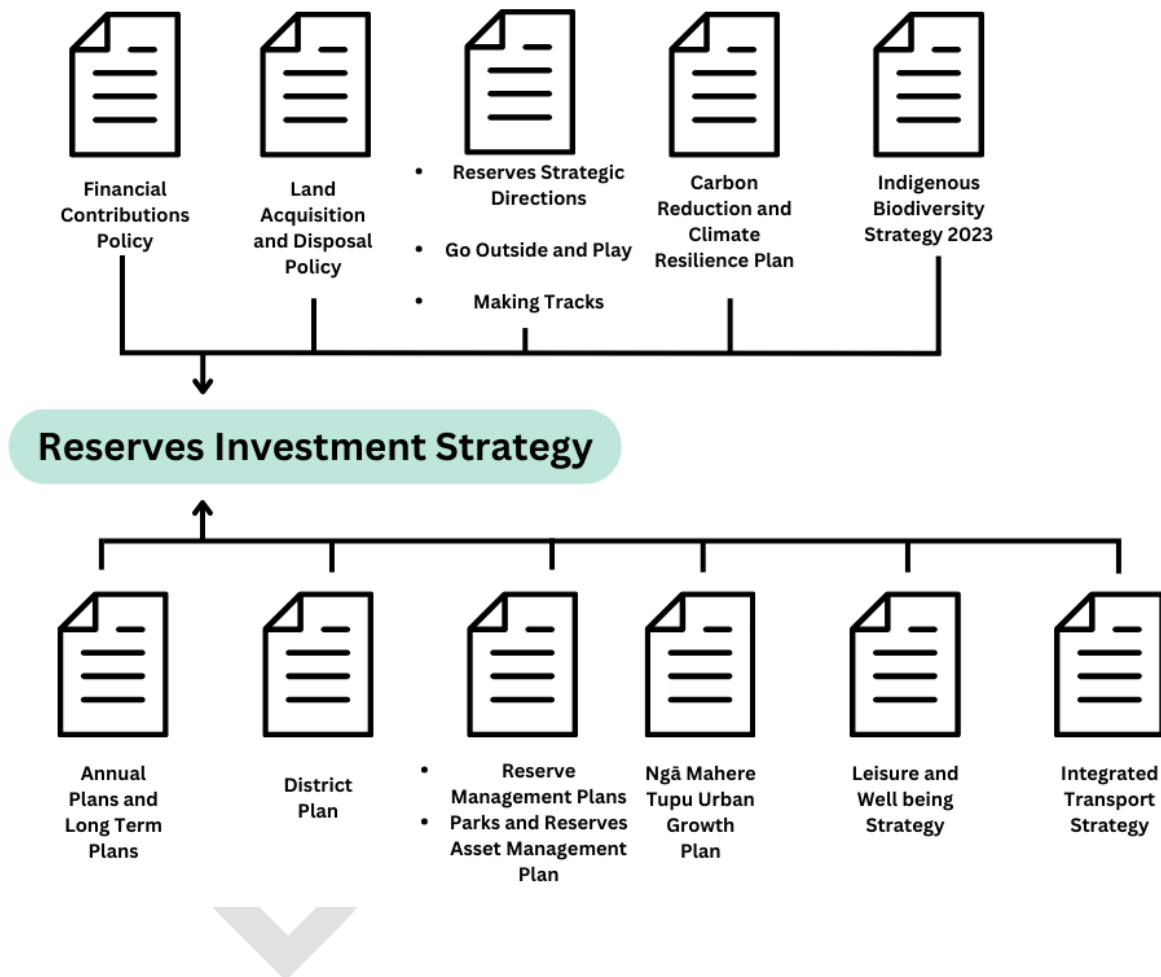 Financial
Contributions
Policy
Land
Acquisition
and Disposal
Policy
• Reserves Strategic
Directions
• Go Outside and Play
• Making Tracks
Carbon
Reduction and
Climate
Resilience Plan
Indigenous
Biodiversity
Strategy 2023
Reserves Investment Strategy
Annual
Plans and
Long Term
Plans
District
Plan
• Reserve
Management Plans
• Parks and Reserves
Asset Management
Plan
Ngā Mahere
Tupu Urban
Growth
Plan
Leisure and
Well being
Strategy
Integrated
Transport
Strategy